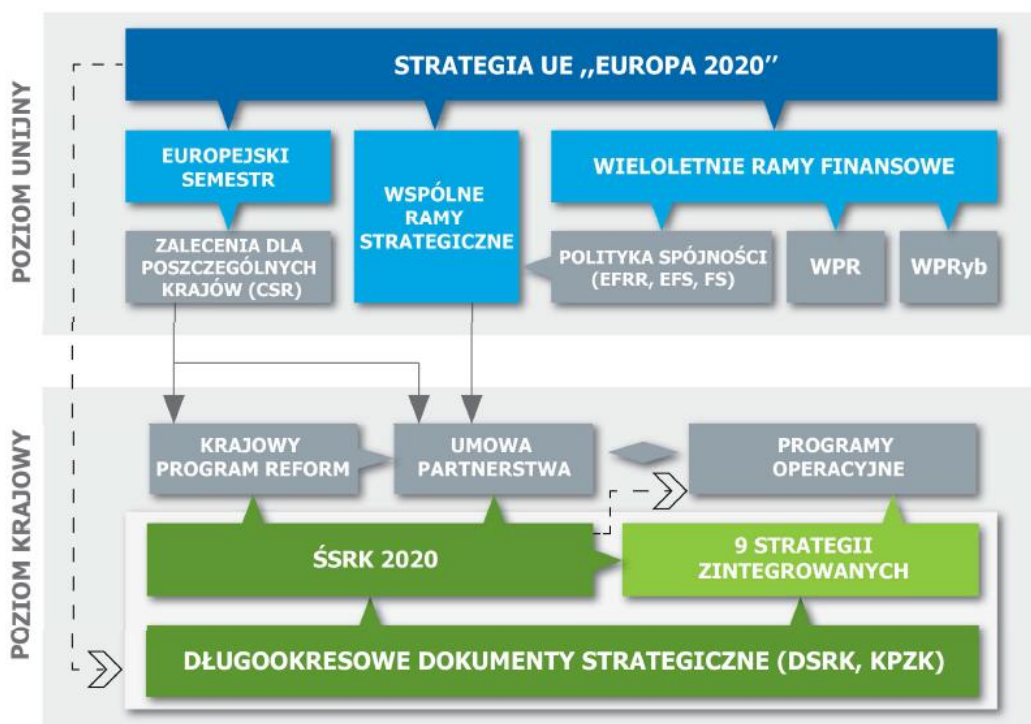 POZIOM UNIJNY
STRATEGIA UE „EUROPA 2020”
EUROPEJSKI
SEMESTR
WSPÓLNE
RAMY
STRATEGICZNE
WIELOLETNIE RAMY FINANSOWE
ZALECENIA DLA
POSZCZEGÓLNYCH
KRAJÓW (CSR)
POLITYKA SPÓJNOŚCI
(EFRR, EFS, FS)
WPR
WPRyb
POZIOM KRAJOWY
KRAJOWY
PROGRAM REFORM
UMOWA
PARTNERSTWA
PROGRAMY
OPERACYJNE
ŚSRK 2020
9 STRATEGII
ZINTEGROWANYCH
DŁUGOOKRESOWE DOKUMENTY STRATEGICZNE (DSRK, KPZK)